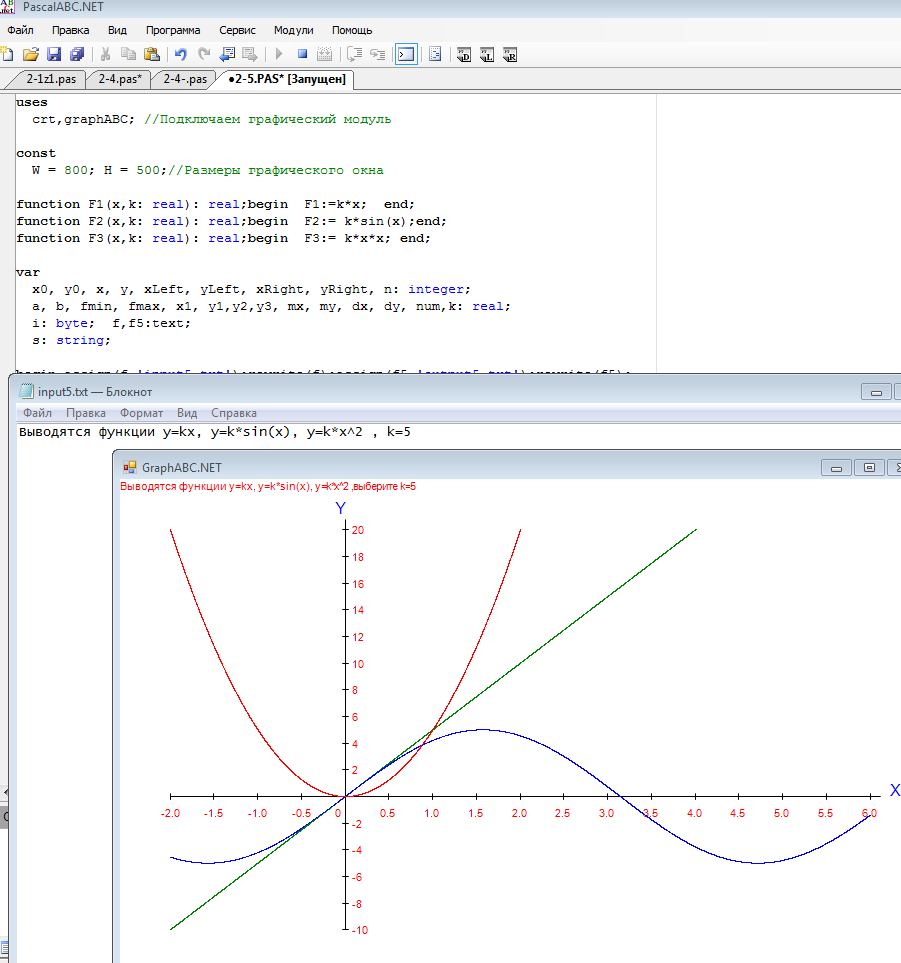 PascalABC.NET
Файл Правка Вид Программа Сервис Модули Помощь
2-1z1.pas 2-4.pas* 2-4-.pas ●2-5.PAS* [Запущен]
uses
crt,graphABC; //Подключаем графический модуль
const
W = 800; H = 500;//Размеры графического окна
function F1(x,k: real): real;begin F1:=k*x; end;
function F2(x,k: real): real;begin F2:= k*sin(x);end;
function F3(x,k: real): real;begin F3:= k*x*x; end;
var
x0, y0, x, y, xLeft, yLeft, xRight, yRight, n: integer;
a, b, fmin, fmax, x1, y1,y2,y3, mx, my, dx, dy, num,k: real;
i: byte; f,f5:text;
s: string;
input5.txt — Блокнот
Файл Правка Формат Вид Справка
Выводятся функции y=kx, y=k*sin(x), y=k*x^2 , k=5
GraphABC.NET
Выводятся функции y=kx, y=k*sin(x), y=k*x^2 ,выберите k=5
Y
20
18
16
14
12
10
8
6
4
2
X
-2.0 -1.5 -1.0 -0.5 0 0.5 1.0 1.5 2.0 2.5 3.0 3.5 4.0 4.5 5.0 5.5 6.0
-2
-4
-6
-8
-10